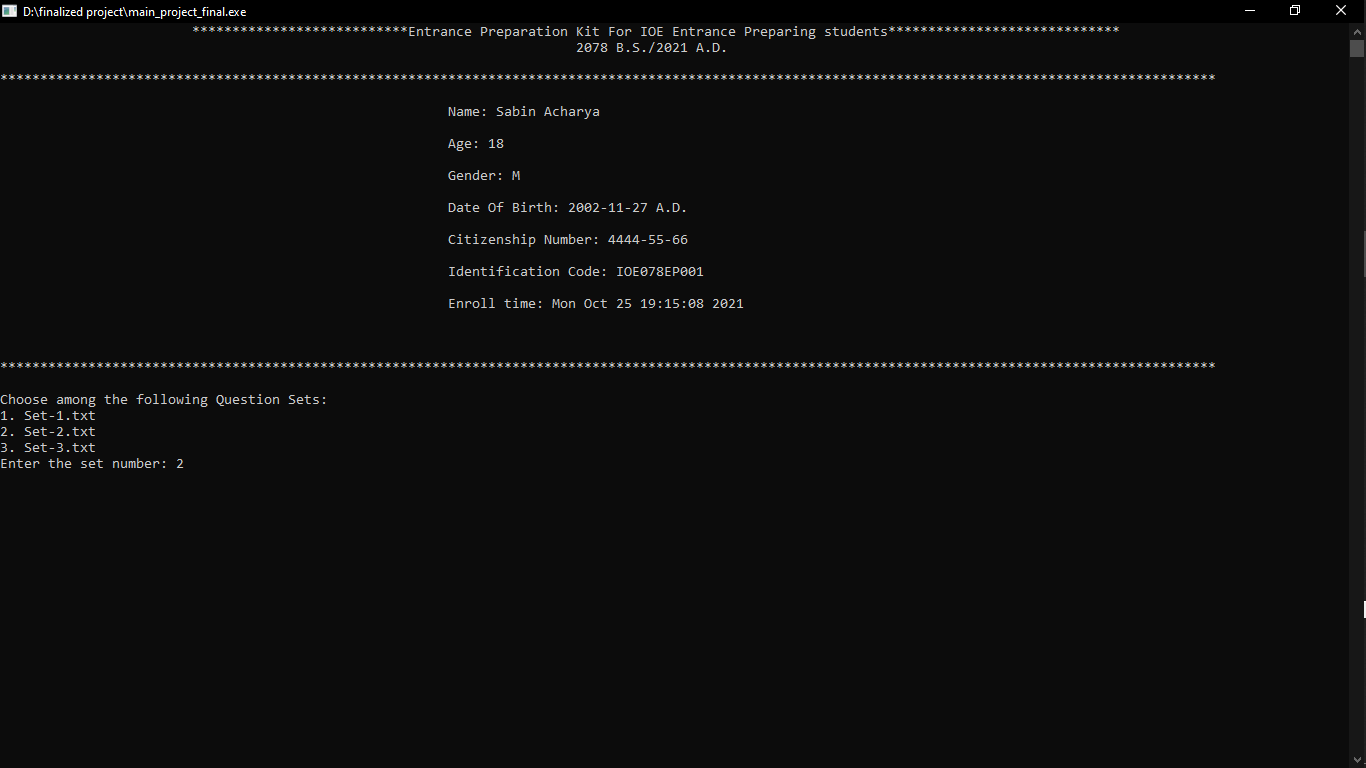 D:\finalized project\main_project_final.exe
***************************Entrance Preparation Kit For IOE Entrance Preparing students*****************************
2078 B.S./2021 A.D.
********************************************************************************************************************************************************
Name: Sabin Acharya
Age: 18
Gender: M
Date Of Birth: 2002-11-27 A.D.
Citizenship Number: 4444-55-66
Identification Code: IOE078EP001
Enroll time: Mon Oct 25 19:15:08 2021
********************************************************************************************************************************************************
Choose among the following Question Sets:
1. Set-1.txt
2. Set-2.txt
3. Set-3.txt
Enter the set number: 2